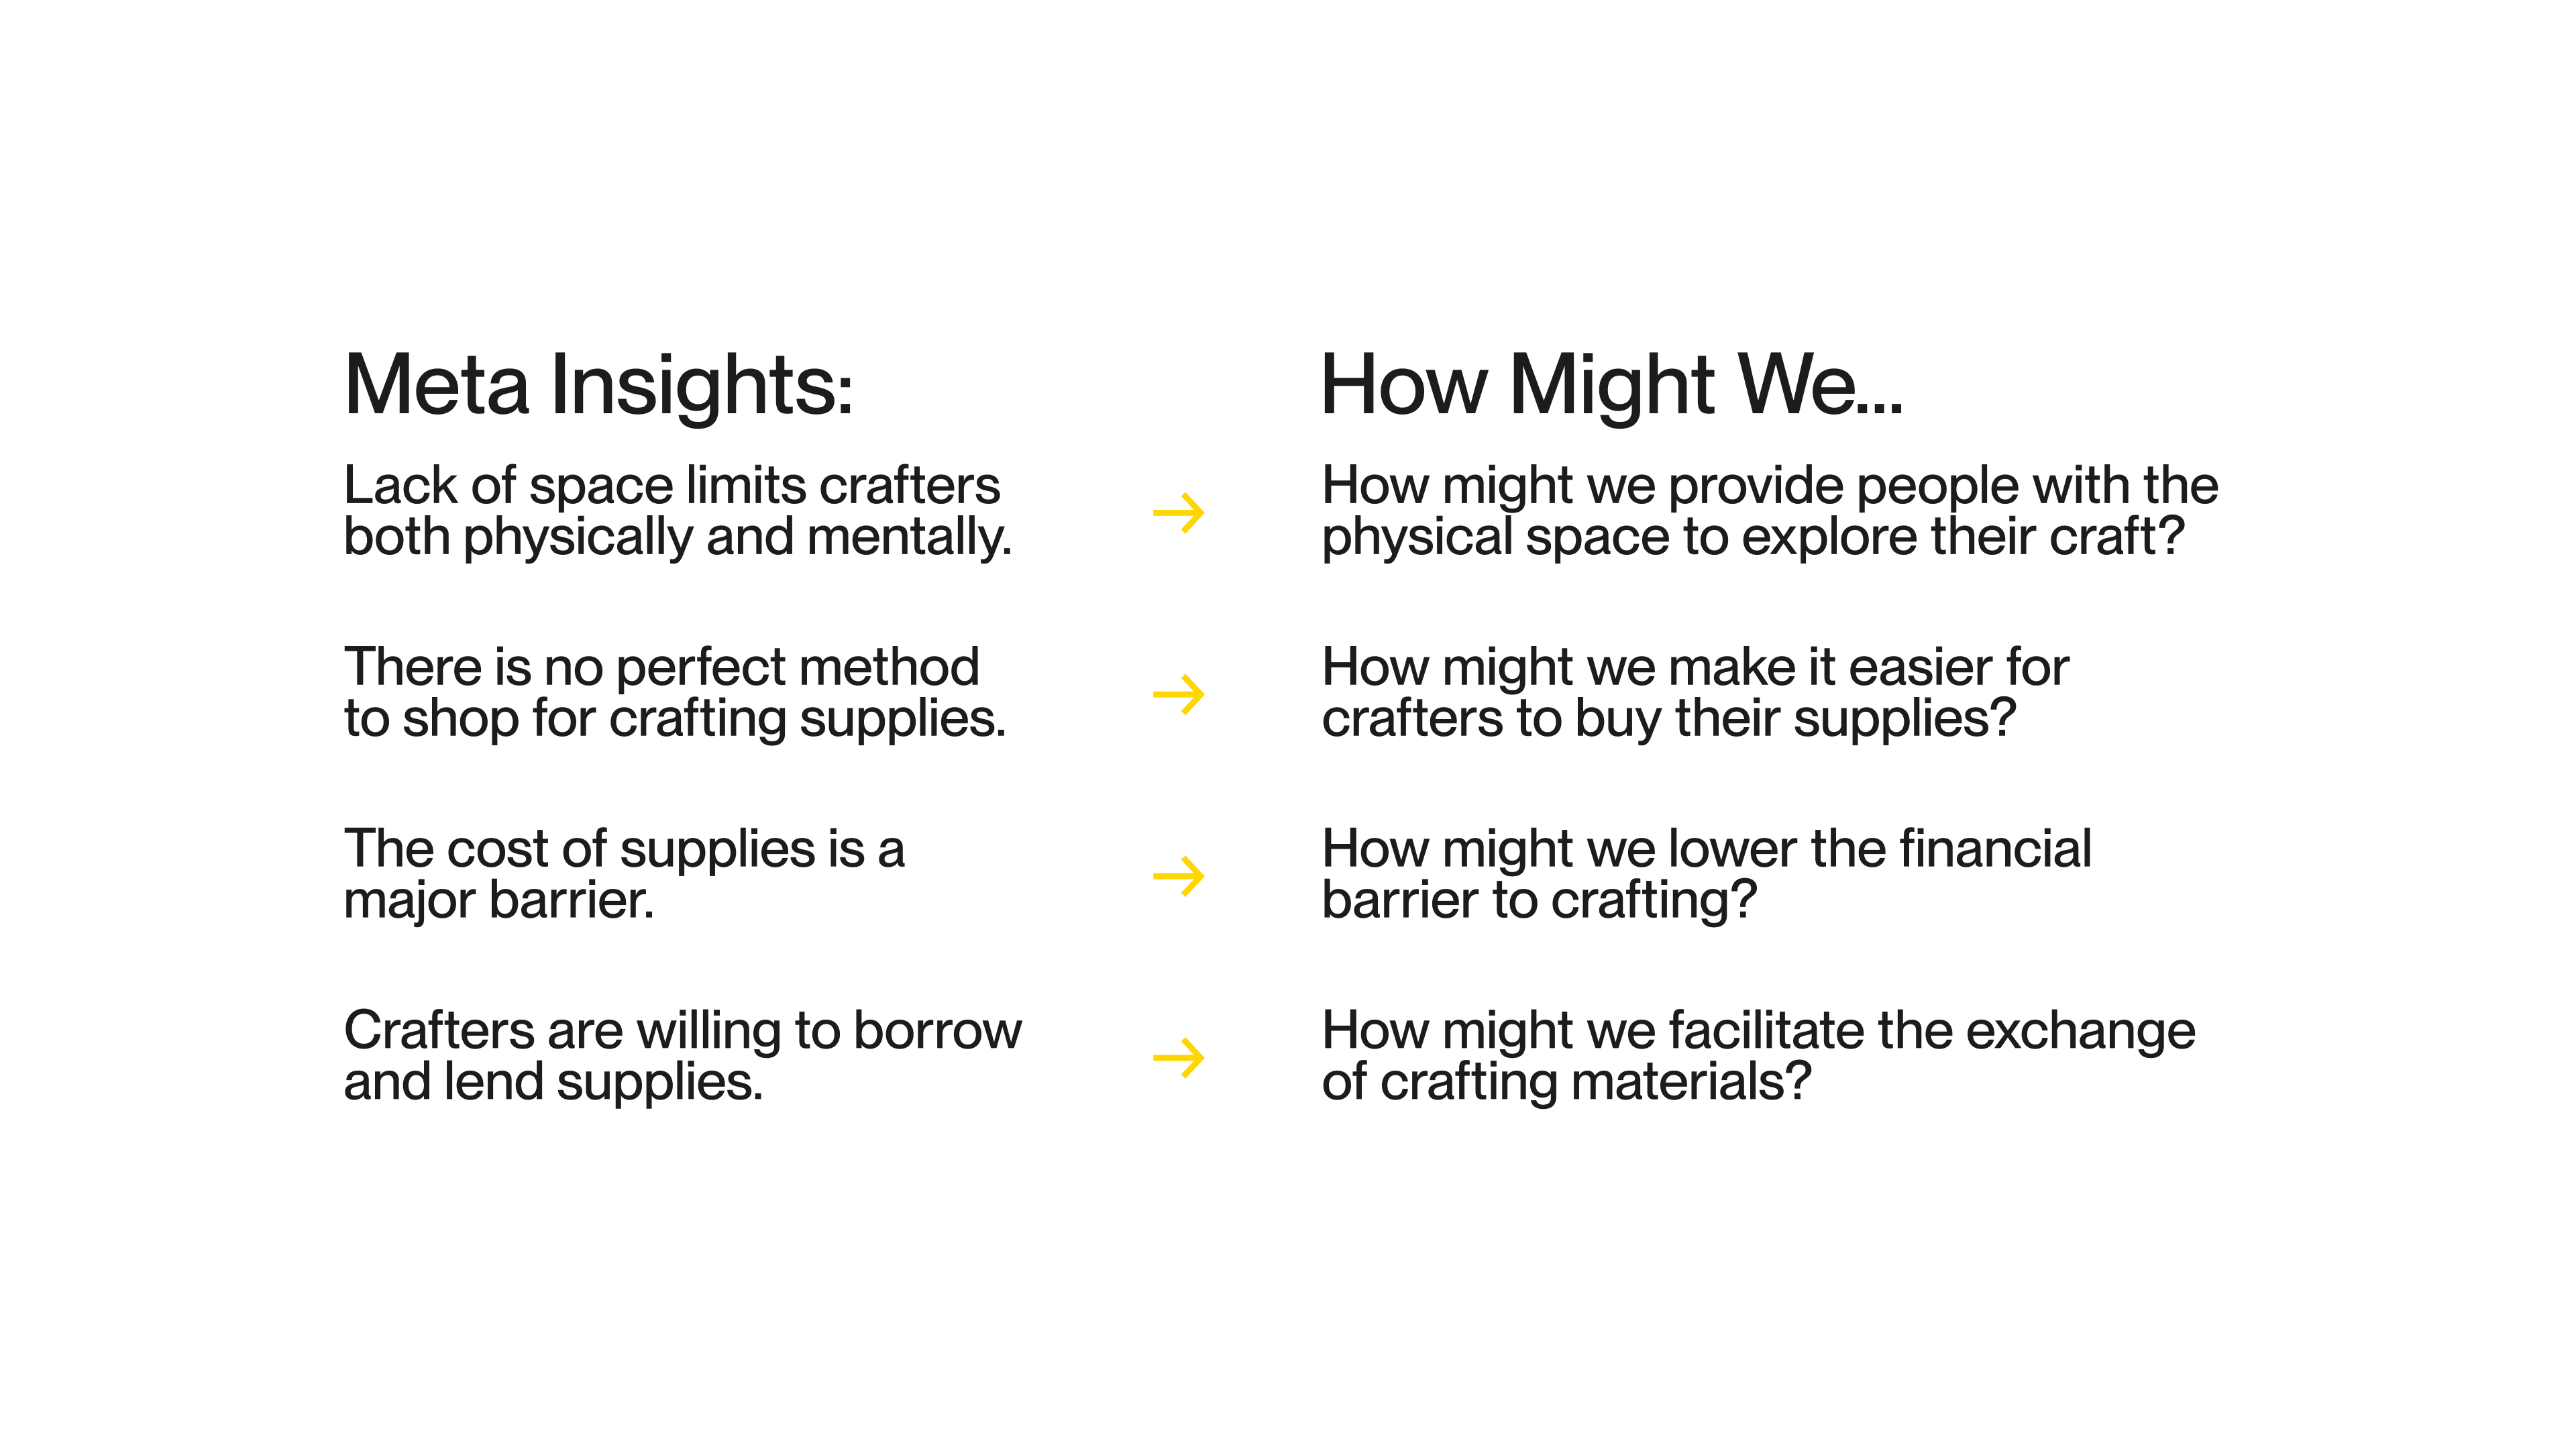 Meta Insights:
How Might We...
Lack of space limits crafters
both physically and mentally.
→
How might we provide people with the
physical space to explore their craft?
There is no perfect method
to shop for crafting supplies.
→
How might we make it easier for
crafters to buy their supplies?
The cost of supplies is a
major barrier.
→
How might we lower the financial
barrier to crafting?
Crafters are willing to borrow
and lend supplies.
→
How might we facilitate the exchange
of crafting materials?